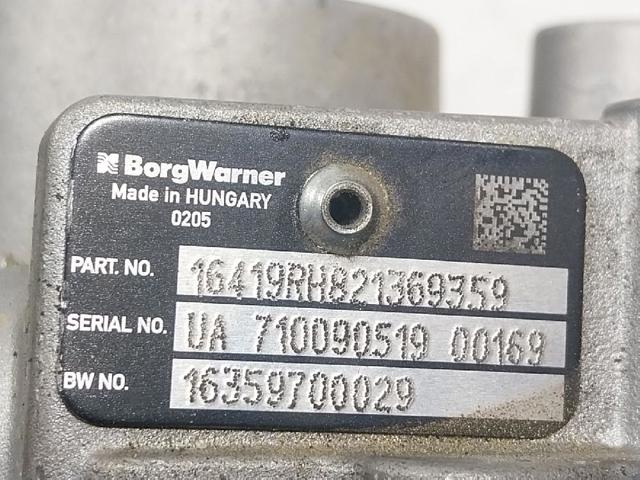 BorgWarner
Made in HUNGARY
0205
PART. NO. 16419RH821369359
SERIAL NO. UA 710090519 00169
BW NO. 16359700029